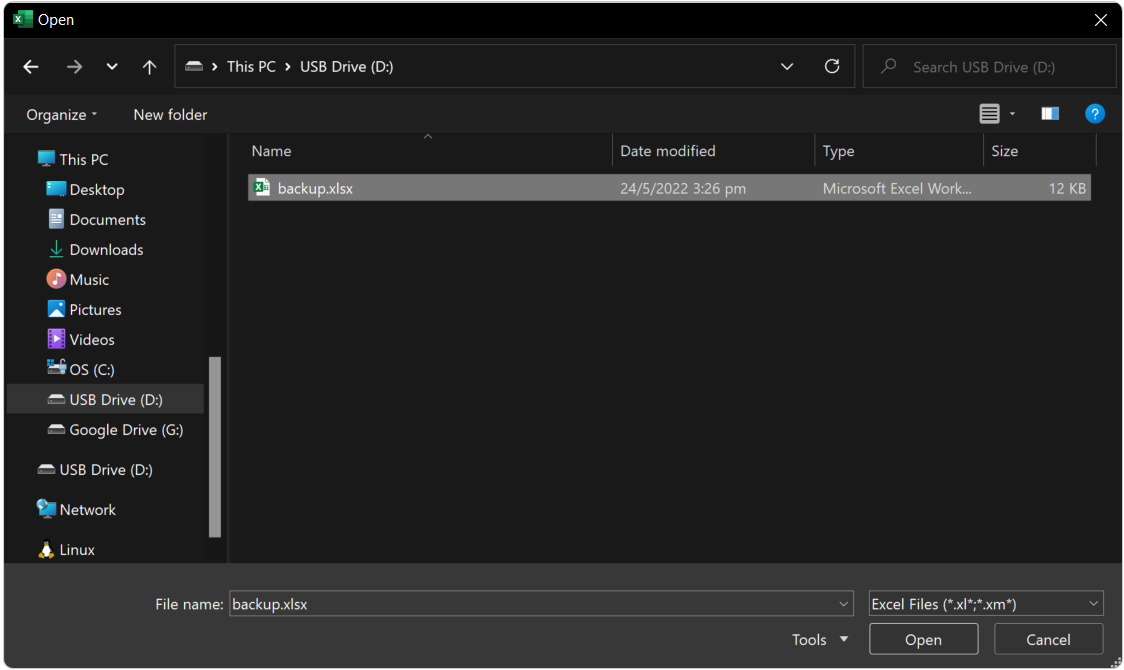 Open
This PC > USB Drive (D:)
Search USB Drive (D:)
Organize
New folder
?
This PC
Desktop
Documents
Downloads
Music
Pictures
Videos
OS (C:)
USB Drive (D:)
Google Drive (G:)
USB Drive (D:)
Network
Linux
Name Date modified Type Size
backup.xlsx 24/5/2022 3:26 pm Microsoft Excel Work... 12 KB
File name: backup.xlsx Excel Files (*.xl*;*.xm*)
Tools Open Cancel